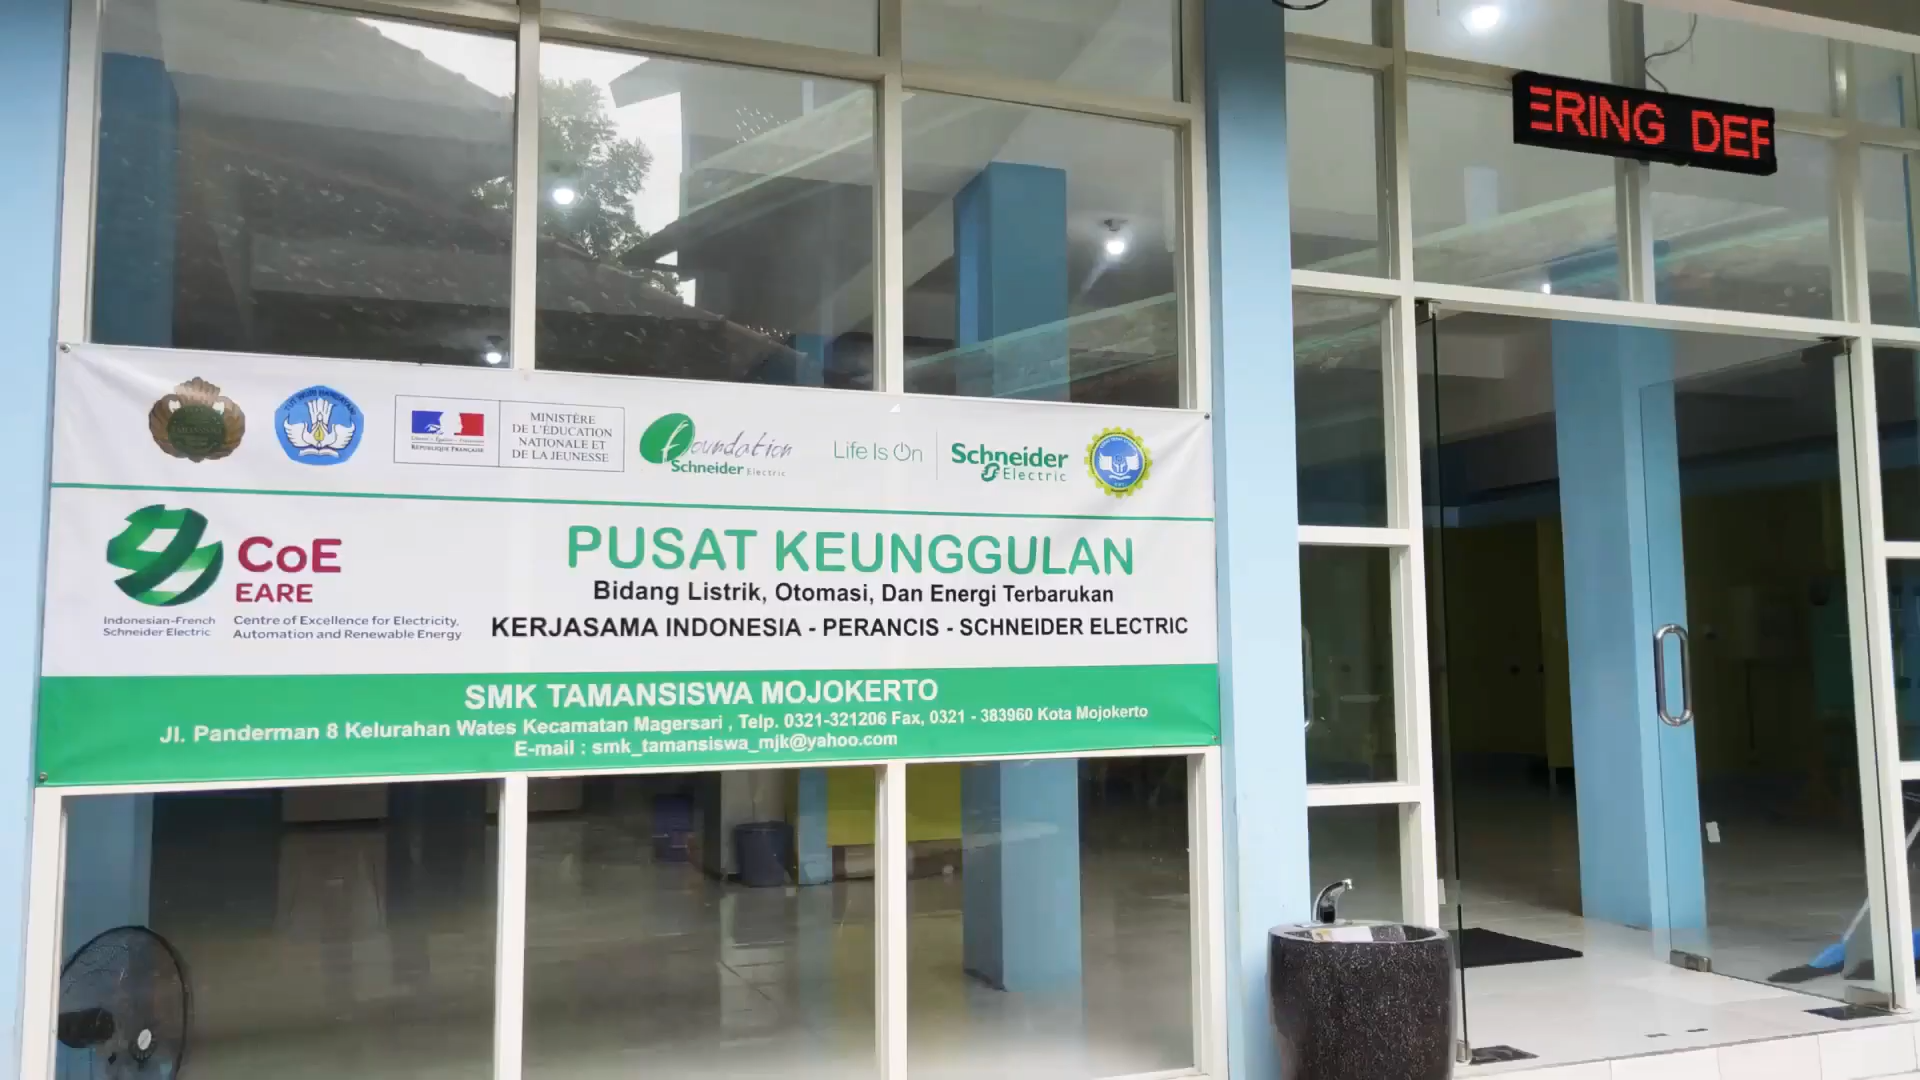 ERING DEF
TUT WURI HANDAYANI
Liberté • Égalité • Fraternité
RÉPUBLIQUE FRANÇAISE
MINISTÈRE
DE L'ÉDUCATION
NATIONALE ET
DE LA JEUNESSE
Foundation
Schneider Electric
Life Is On
Schneider
Electric
CoE
EARE
Indonesian-French
Schneider Electric
Centre of Excellence for Electricity,
Automation and Renewable Energy
PUSAT KEUNGGULAN
Bidang Listrik, Otomasi, Dan Energi Terbarukan
KERJASAMA INDONESIA - PERANCIS - SCHNEIDER ELECTRIC
SMK TAMANSISWA MOJOKERTO
Jl. Panderman 8 Kelurahan Wates Kecamatan Magersari , Telp. 0321-321206 Fax, 0321 - 383960 Kota Mojokerto
E-mail : smk_tamansiswa_mjk@yahoo.com